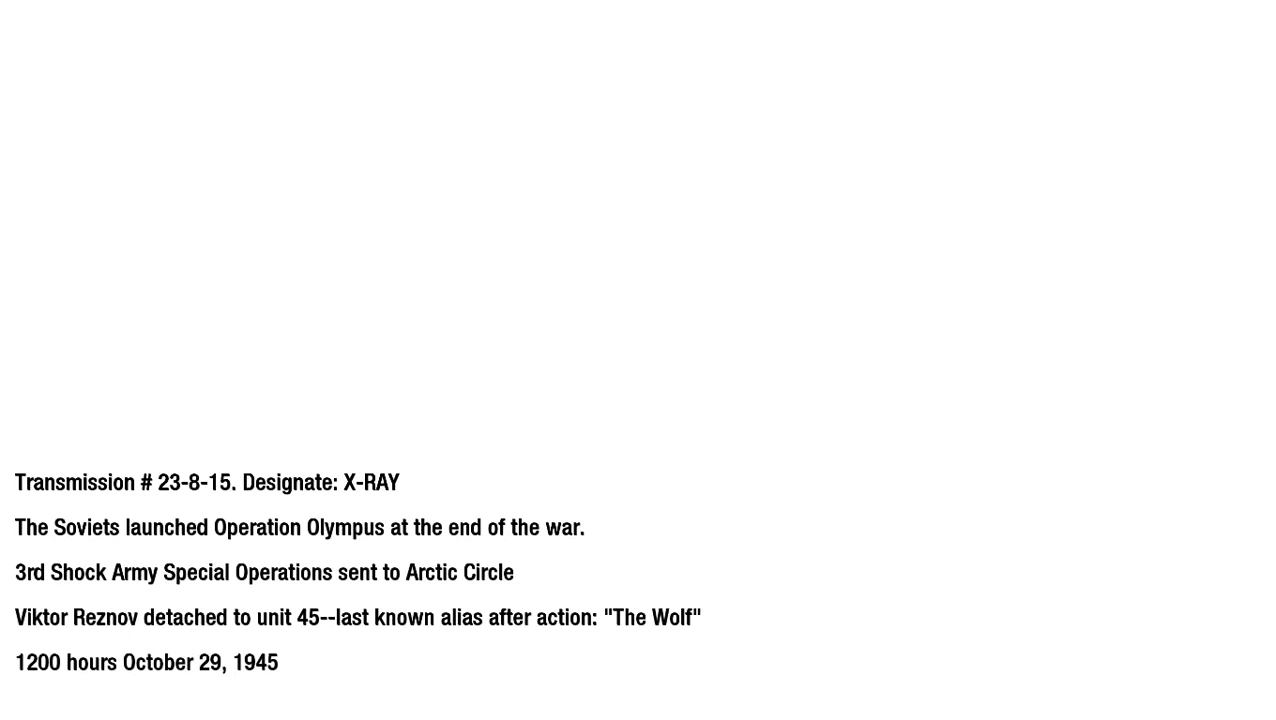 Transmission # 23-8-15. Designate: X-RAY
The Soviets launched Operation Olympus at the end of the war.
3rd Shock Army Special Operations sent to Arctic Circle
Viktor Reznov detached to unit 45--last known alias after action: "The Wolf"
1200 hours October 29, 1945